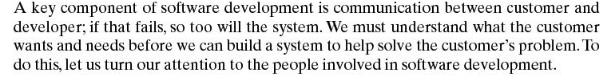 A key component of software development is communication between customer and
developer; if that fails, so too will the system. We must understand what the customer
wants and needs before we can build a system to help solve the customer's problem. To
do this, let us turn our attention to the people involved in software development.